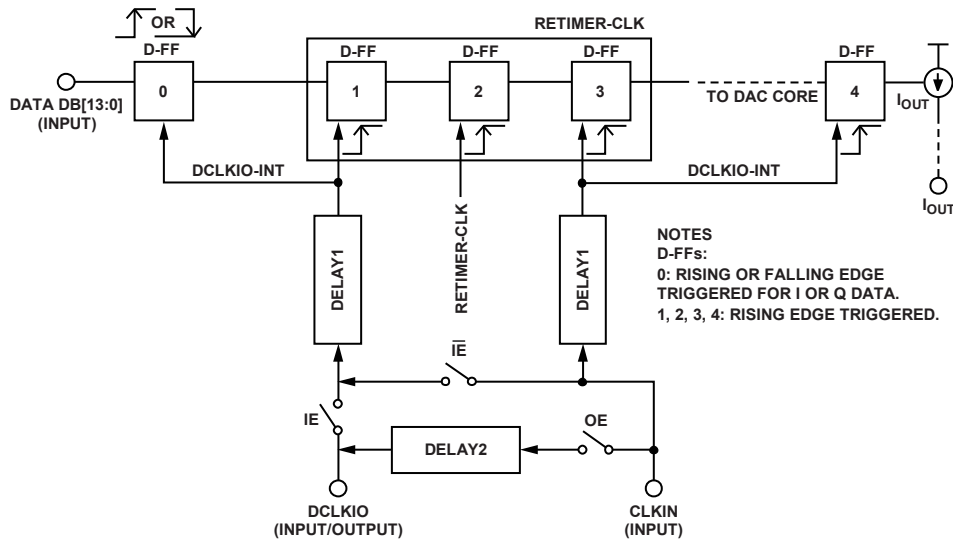 OR
RETIMER-CLK
D-FF
D-FF
D-FF
D-FF
D-FF
0
1
2
3
4
DATA DB[13:0]
(INPUT)
TO DAC CORE
IOUT
DCLKIO-INT
DCLKIO-INT
IOUT
DELAY1
RETIMER-CLK
DELAY1
NOTES
D-FFs:
0: RISING OR FALLING EDGE
TRIGGERED FOR I OR Q DATA.
1, 2, 3, 4: RISING EDGE TRIGGERED.
IE
IE
OE
DELAY2
DCLKIO
(INPUT/OUTPUT)
CLKIN
(INPUT)